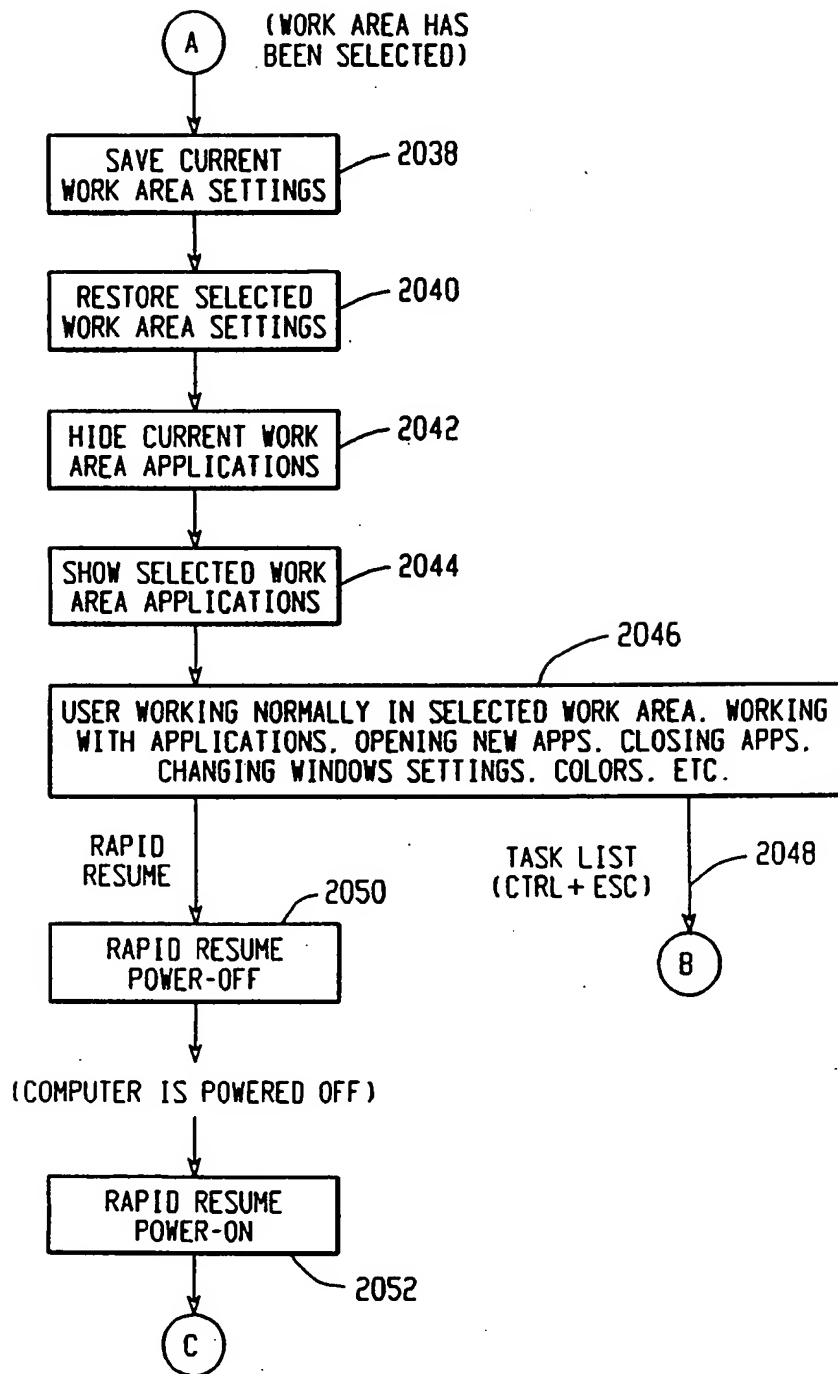 A
(WORK AREA HAS
BEEN SELECTED)
SAVE CURRENT
WORK AREA SETTINGS
2038
RESTORE SELECTED
WORK AREA SETTINGS
2040
HIDE CURRENT WORK
AREA APPLICATIONS
2042
SHOW SELECTED WORK
AREA APPLICATIONS
2044
2046
USER WORKING NORMALLY IN SELECTED WORK AREA. WORKING
WITH APPLICATIONS. OPENING NEW APPS. CLOSING APPS.
CHANGING WINDOWS SETTINGS. COLORS. ETC.
RAPID
RESUME
TASK LIST
(CTRL+ESC)
2048
2050
RAPID RESUME
POWER-OFF
B
(COMPUTER IS POWERED OFF)
RAPID RESUME
POWER-ON
2052
C